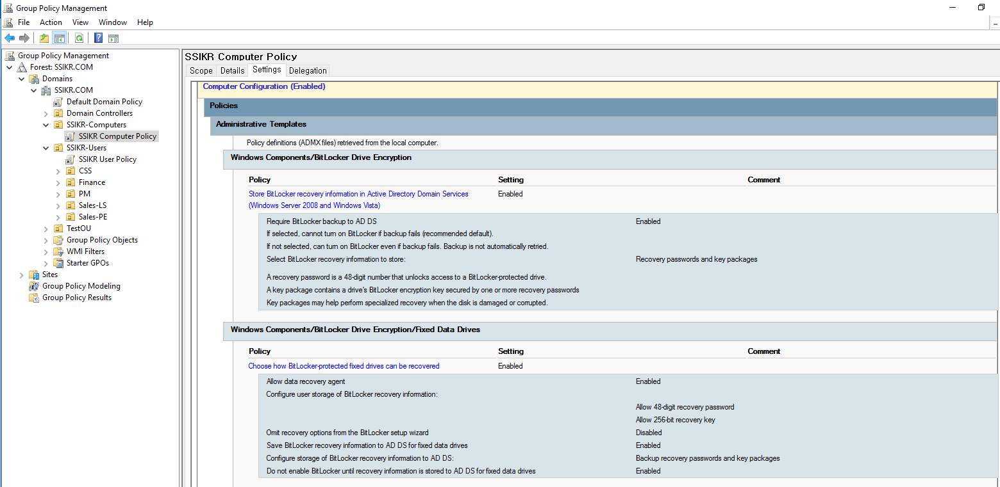 Group Policy Management
File Action View Window Help
Group Policy Management
Forest: SSIKR.COM
Domains
SSIKR.COM
Default Domain Policy
Domain Controllers
SSIKR-Computers
SSIKR Computer Policy
SSIKR-Users
SSIKR User Policy
CSS
Finance
PM
Sales-LS
Sales-PE
TestOU
Group Policy Objects
WMI Filters
Starter GPOs
Sites
Group Policy Modeling
Group Policy Results
SSIKR Computer Policy
Scope Details Settings Delegation
Computer Configuration (Enabled)
Policies
Administrative Templates
Policy definitions (ADMX files) retrieved from the local computer.
Windows Components/BitLocker Drive Encryption
Policy Setting Comment
Store BitLocker recovery information in Active Directory Domain Services Enabled
(Windows Server 2008 and Windows Vista)
Require BitLocker backup to AD DS Enabled
If selected, cannot turn on BitLocker if backup fails (recommended default).
If not selected, can turn on BitLocker even if backup fails. Backup is not automatically retried.
Select BitLocker recovery information to store: Recovery passwords and key packages
A recovery password is a 48-digit number that unlocks access to a BitLocker-protected drive.
A key package contains a drive's BitLocker encryption key secured by one or more recovery passwords
Key packages may help perform specialized recovery when the disk is damaged or corrupted.
Windows Components/BitLocker Drive Encryption/Fixed Data Drives
Policy Setting Comment
Choose how BitLocker-protected fixed drives can be recovered Enabled
Allow data recovery agent Enabled
Configure user storage of BitLocker recovery information:
Allow 48-digit recovery password
Allow 256-bit recovery key
Omit recovery options from the BitLocker setup wizard Disabled
Save BitLocker recovery information to AD DS for fixed data drives Enabled
Configure storage of BitLocker recovery information to AD DS: Backup recovery passwords and key packages
Do not enable BitLocker until recovery information is stored to AD DS for fixed data drives Enabled